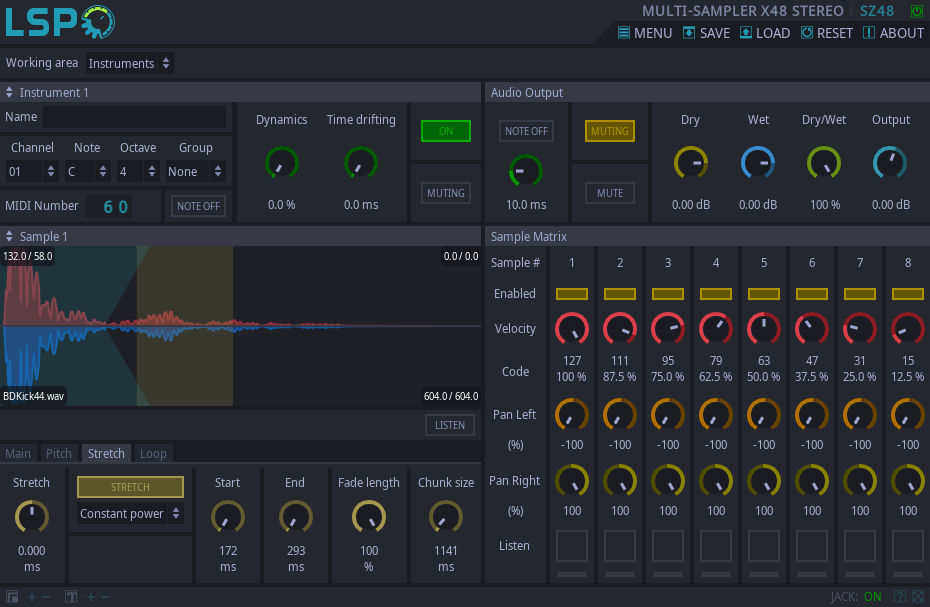 LSP
MULTI-SAMPLER X48 STEREO SZ48
MENU SAVE LOAD RESET ABOUT
Working area Instruments
Instrument 1
Name
Channel Note Octave Group
01 C 4 None
MIDI Number 60 NOTE OFF
Dynamics Time drifting
0.0 % 0.0 ms
ON
MUTING
Audio Output
NOTE OFF
10.0 ms
MUTING
MUTE
Dry Wet Dry/Wet Output
0.00 dB 0.00 dB 100 % 0.00 dB
Sample 1
132.0 / 58.0 0.0 / 0.0
BDKick44.wav 604.0 / 604.0
LISTEN
Main Pitch Stretch Loop
Stretch
0.000
ms
STRETCH
Constant power
Start End Fade length Chunk size
172 293 100 1141
ms ms % ms
Sample Matrix
Sample # 1 2 3 4 5 6 7 8
Enabled
Velocity
Code
127 111 95 79 63 47 31 15
100 % 87.5 % 75.0 % 62.5 % 50.0 % 37.5 % 25.0 % 12.5 %
Pan Left
(%) -100 -100 -100 -100 -100 -100 -100 -100
Pan Right
(%) 100 100 100 100 100 100 100 100
Listen
T
JACK: ON ?